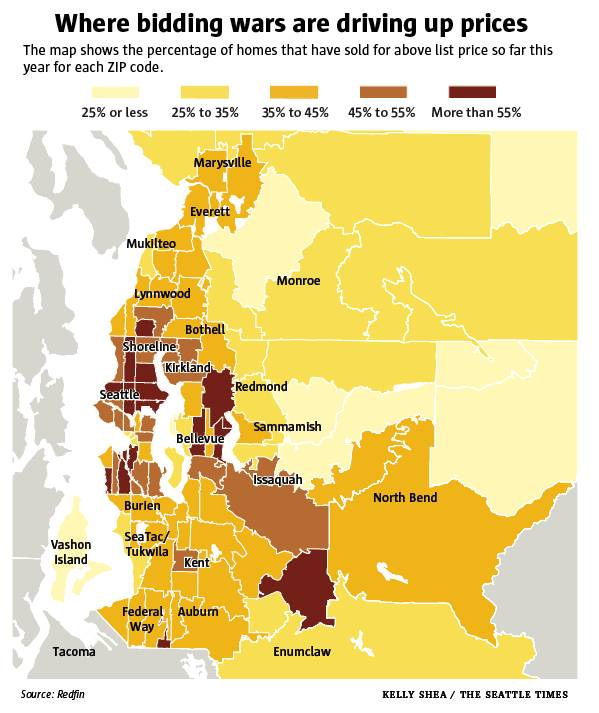 Where bidding wars are driving up prices
The map shows the percentage of homes that have sold for above list price so far this
year for each ZIP code.
25% or less
25% to 35%
35% to 45%
45% to 55%
More than 55%
Marysville
Everett
Mukilteo
Monroe
Lynnwood
Bothell
Shoreline
Kirkland
Redmond
Seattle
Sammamish
Bellevue
Issaquah
North Bend
Burien
SeaTac/
Tukwila
Vashon
Island
Kent
Federal
Way
Auburn
Tacoma
Enumclaw
Source: Redfin
KELLY SHEA / THE SEATTLE TIMES